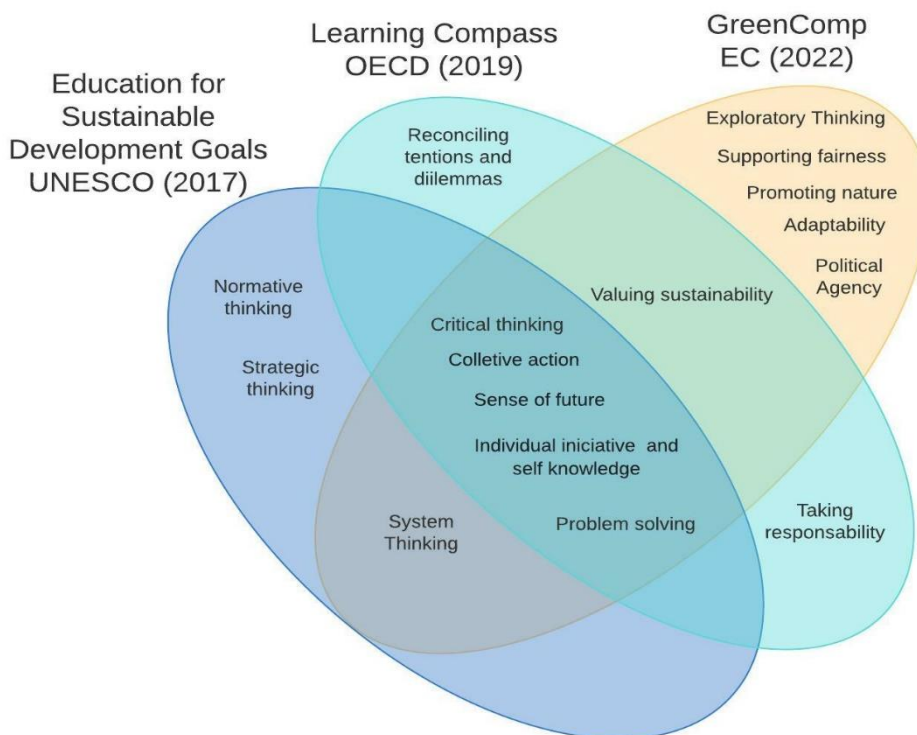 Education for
Sustainable
Development Goals
UNESCO (2017)
Learning Compass
OECD (2019)
GreenComp
EC (2022)
Reconciling
tentions and
diilemmas
Exploratory Thinking
Supporting fairness
Promoting nature
Adaptability
Political
Agency
Normative
thinking
Strategic
thinking
Valuing sustainability
Critical thinking
Colletive action
Sense of future
Individual iniciative and
self knowledge
Problem solving
System
Thinking
Taking
responsability